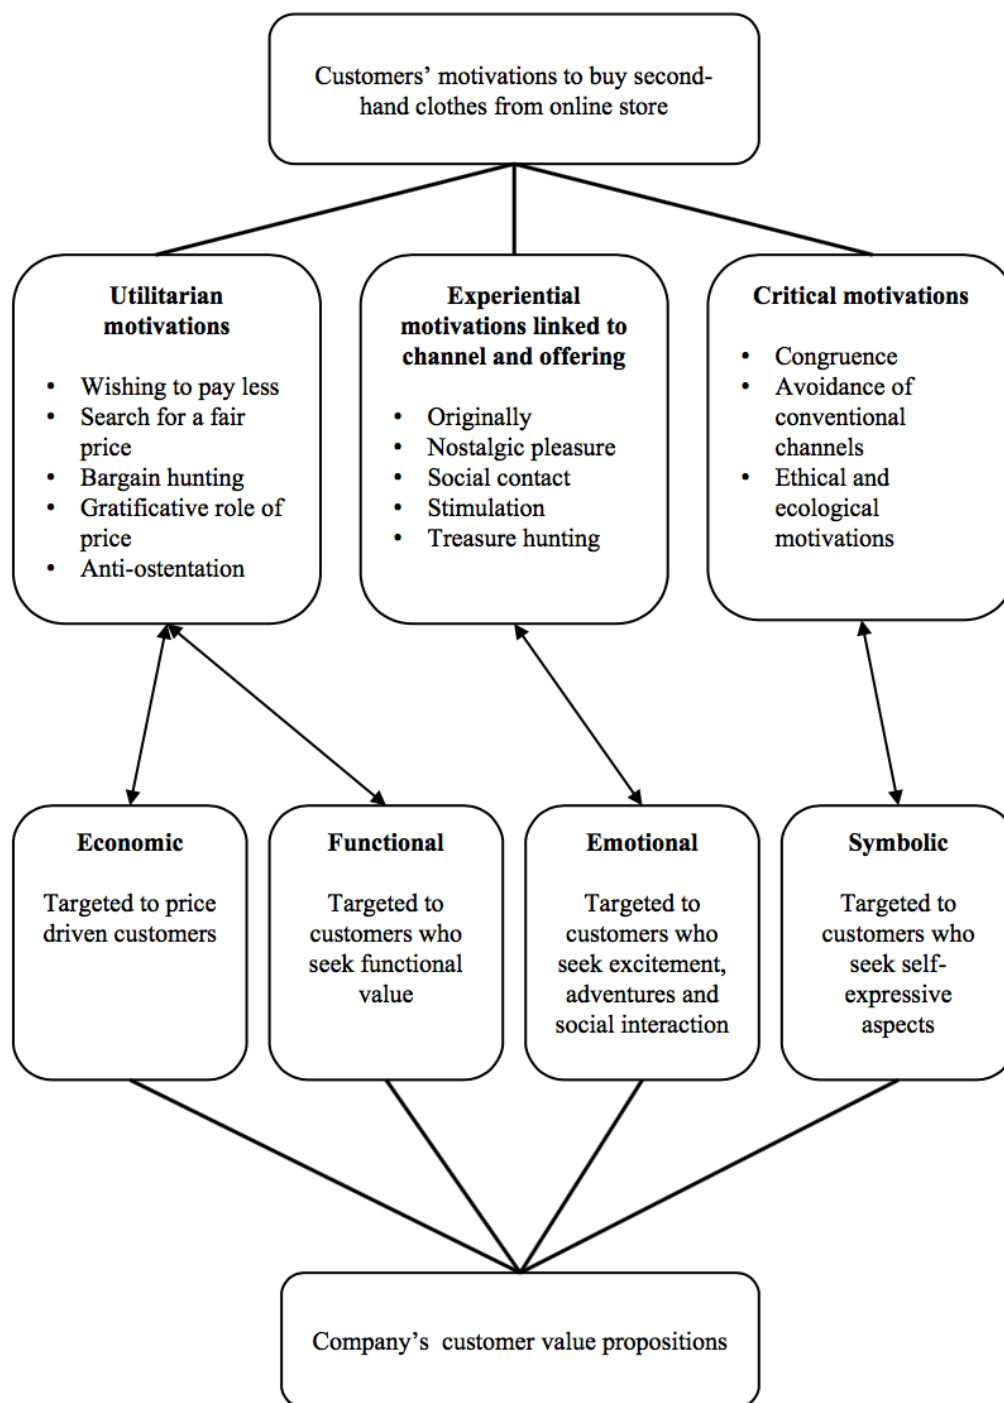 Customers’ motivations to buy second-
hand clothes from online store
Utilitarian
motivations
• Wishing to pay less
• Search for a fair
price
• Bargain hunting
• Gratificative role of
price
• Anti-ostentation
Experiential
motivations linked to
channel and offering
• Originally
• Nostalgic pleasure
• Social contact
• Stimulation
• Treasure hunting
Critical motivations
• Congruence
• Avoidance of
conventional
channels
• Ethical and
ecological
motivations
Economic
Targeted to price
driven customers
Functional
Targeted to
customers who
seek functional
value
Emotional
Targeted to
customers who
seek excitement,
adventures and
social interaction
Symbolic
Targeted to
customers who
seek self-
expressive
aspects
Company’s customer value propositions